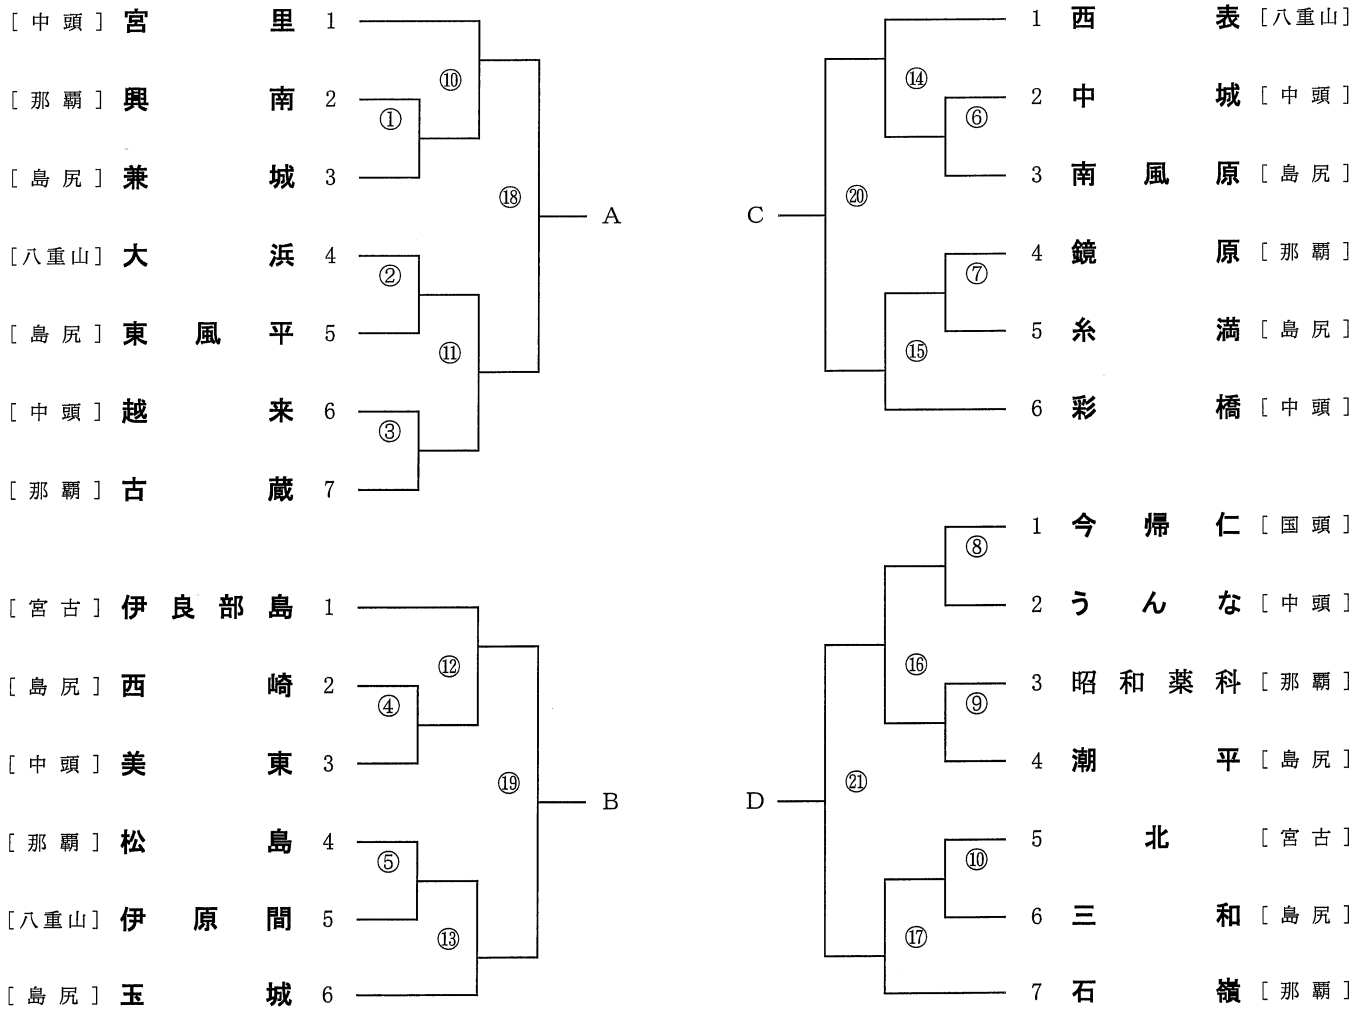 [中頭] 宮里 1
⑩
[那覇] 興南 2
①
[島尻] 兼城 3
⑱
A
[八重山] 大浜 4
②
[島尻] 東風平 5
⑪
[中頭] 越来 6
③
[那覇] 古蔵 7
[宮古] 伊良部島 1
⑫
[島尻] 西崎 2
④
[中頭] 美東 3
⑲
B
[那覇] 松島 4
⑤
[八重山] 伊原間 5
⑬
[島尻] 玉城 6
1 西表 [八重山]
⑭
2 中城 [中頭]
⑥
3 南風原 [島尻]
⑳
C
4 鏡原 [那覇]
⑦
5 糸満 [島尻]
⑮
6 彩橋 [中頭]
1 今帰仁 [国頭]
⑧
2 うんな [中頭]
⑯
3 昭和薬科 [那覇]
⑨
4 潮平 [島尻]
㉑
D
5 北 [宮古]
⑩
6 三和 [島尻]
⑰
7 石嶺 [那覇]